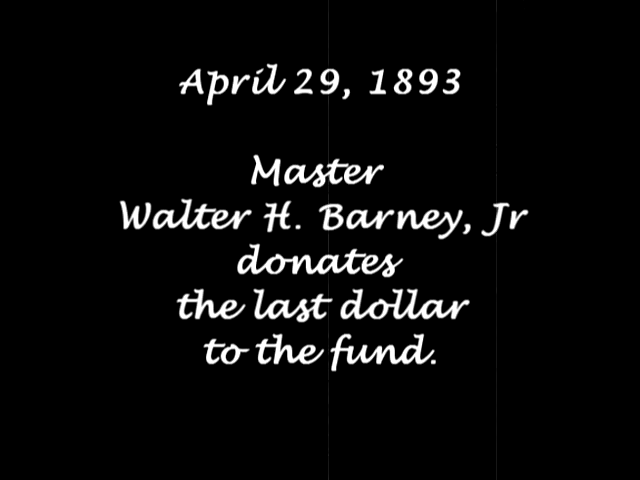 April 29, 1893
Master
Walter H. Barney, Jr
donates
the last dollar
to the fund.